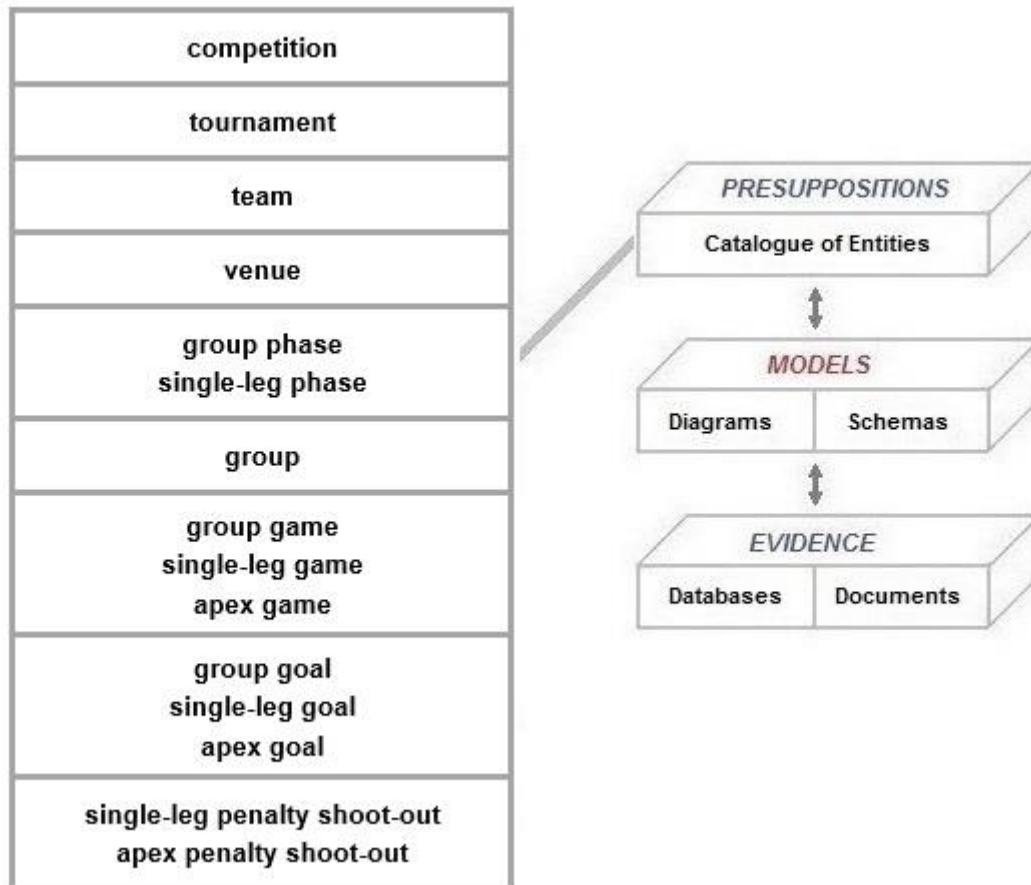 competition
tournament
team
venue
group phase
single-leg phase
group
group game
single-leg game
apex game
group goal
single-leg goal
apex goal
single-leg penalty shoot-out
apex penalty shoot-out
PRESUPPOSITIONS
Catalogue of Entities
MODELS
Diagrams
Schemas
EVIDENCE
Databases
Documents